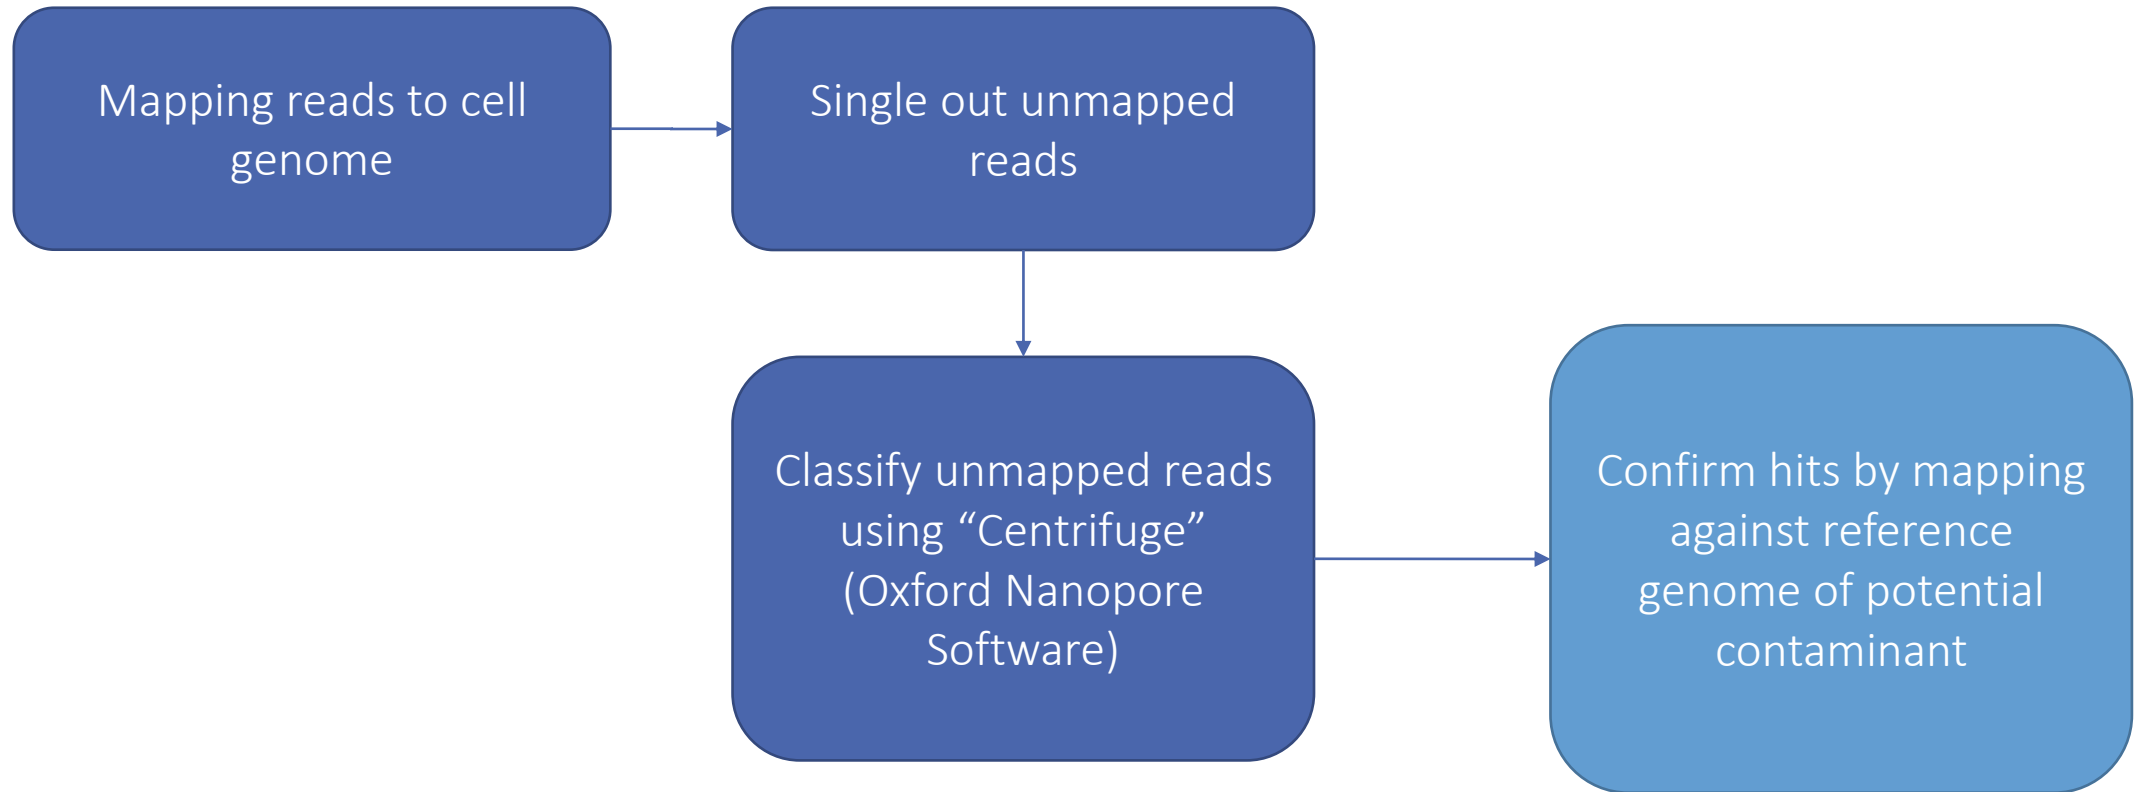 Mapping reads to cell
genome
Single out unmapped
reads
Classify unmapped reads
using “Centrifuge”
(Oxford Nanopore
Software)
Confirm hits by mapping
against reference
genome of potential
contaminant